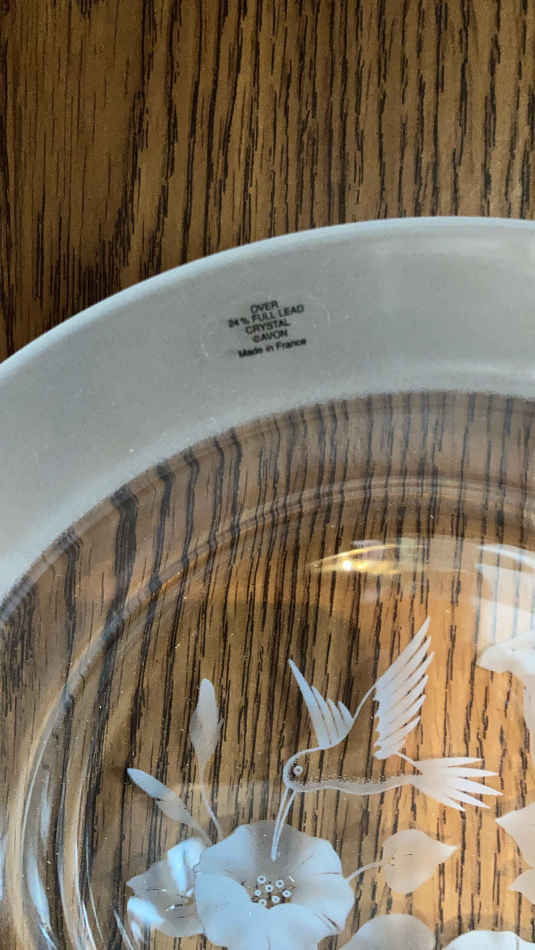 OVER
24% FULL LEAD
CRYSTAL
©AVON
Made in France